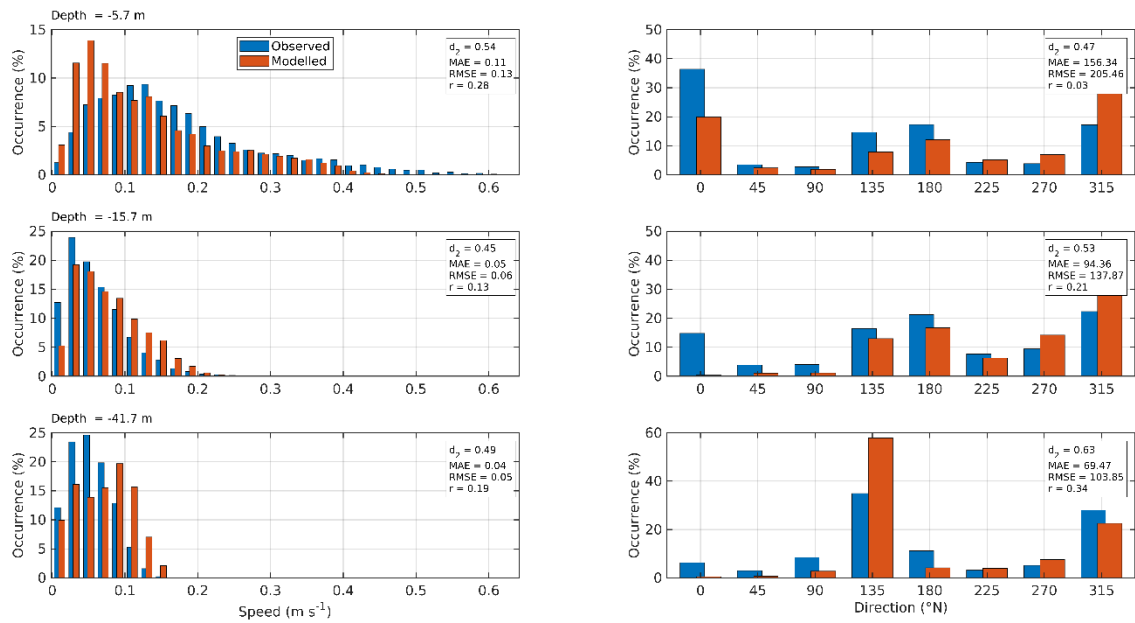 Depth = -5.7 m
Occurrence (%)
15
10
5
0
Observed
Modelled
d2 = 0.54
MAE = 0.11
RMSE = 0.13
r = 0.28
0 0.1 0.2 0.3 0.4 0.5 0.6
Occurrence (%)
50
40
30
20
10
0
d2 = 0.47
MAE = 156.34
RMSE = 205.46
r = 0.03
0 45 90 135 180 225 270 315
Depth = -15.7 m
Occurrence (%)
25
20
15
10
5
0
d2 = 0.45
MAE = 0.05
RMSE = 0.06
r = 0.13
0 0.1 0.2 0.3 0.4 0.5 0.6
Occurrence (%)
50
40
30
20
10
0
d2 = 0.53
MAE = 94.36
RMSE = 137.87
r = 0.21
0 45 90 135 180 225 270 315
Depth = -41.7 m
Occurrence (%)
25
20
15
10
5
0
d2 = 0.49
MAE = 0.04
RMSE = 0.05
r = 0.19
0 0.1 0.2 0.3 0.4 0.5 0.6
Speed (m s-1)
Occurrence (%)
60
40
20
0
d2 = 0.63
MAE = 69.47
RMSE = 103.85
r = 0.34
0 45 90 135 180 225 270 315
Direction (°N)